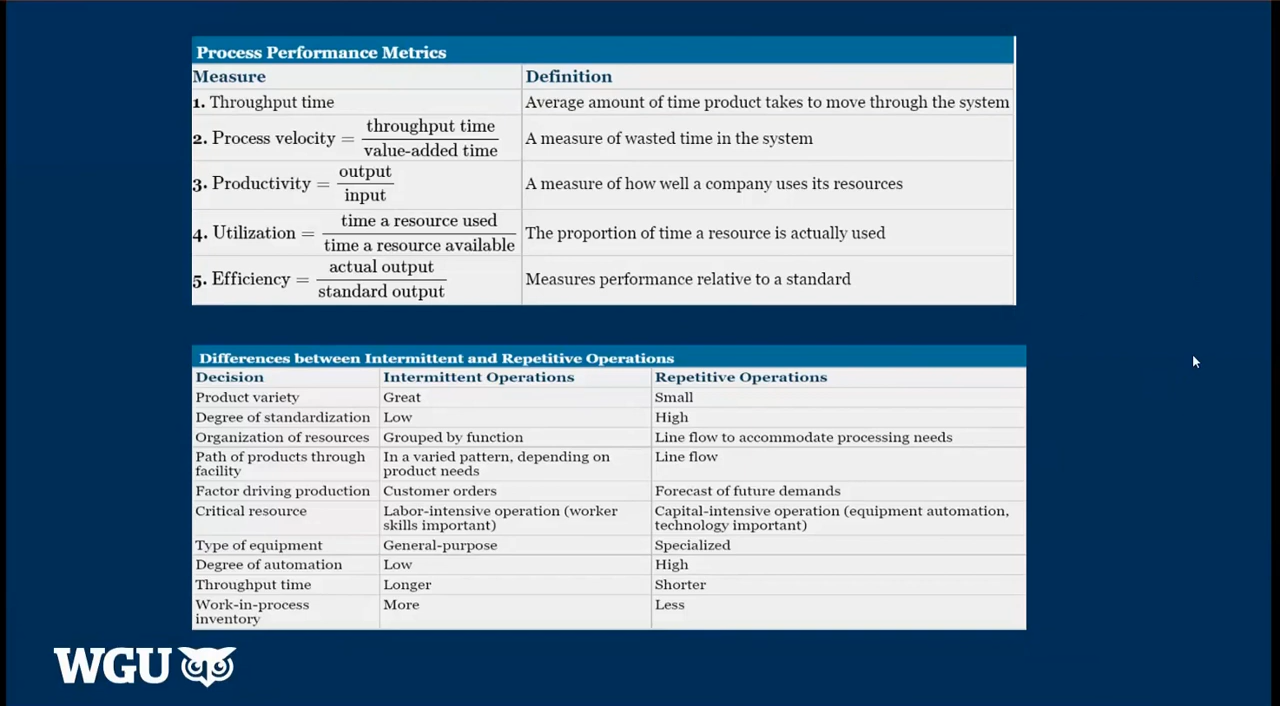 Process Performance Metrics
Measure Definition
1. Throughput time Average amount of time product takes to move through the system
2. Process velocity = throughput time / value-added time A measure of wasted time in the system
3. Productivity = output / input A measure of how well a company uses its resources
4. Utilization = time a resource used / time a resource available The proportion of time a resource is actually used
5. Efficiency = actual output / standard output Measures performance relative to a standard
Differences between Intermittent and Repetitive Operations
Decision Intermittent Operations Repetitive Operations
Product variety Great Small
Degree of standardization Low High
Organization of resources Grouped by function Line flow to accommodate processing needs
Path of products through In a varied pattern, depending on Line flow
facility product needs
Factor driving production Customer orders Forecast of future demands
Critical resource Labor-intensive operation (worker Capital-intensive operation (equipment automation,
skills important) technology important)
Type of equipment General-purpose Specialized
Degree of automation Low High
Throughput time Longer Shorter
Work-in-process More Less
inventory
WGU